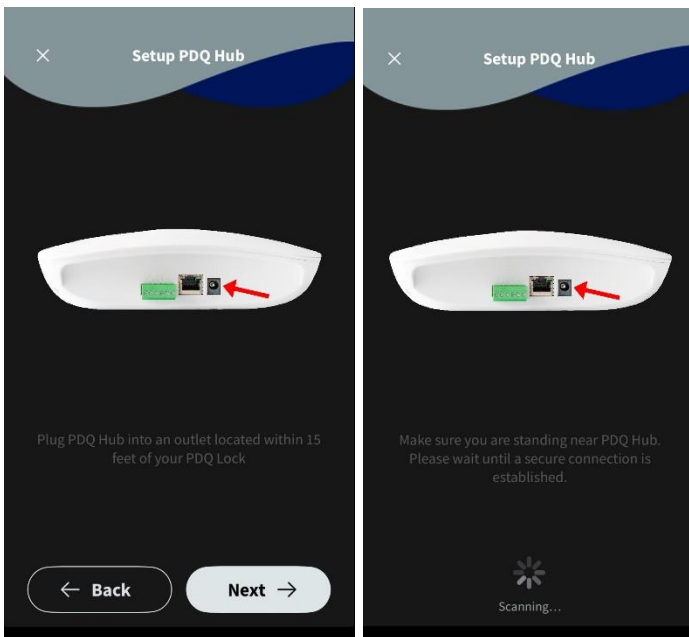 Setup PDQ Hub
Plug PDQ Hub into an outlet located within 15
feet of your PDQ Lock
Back
Next
Setup PDQ Hub
Make sure you are standing near PDQ Hub.
Please wait until a secure connection is
established.
Scanning...